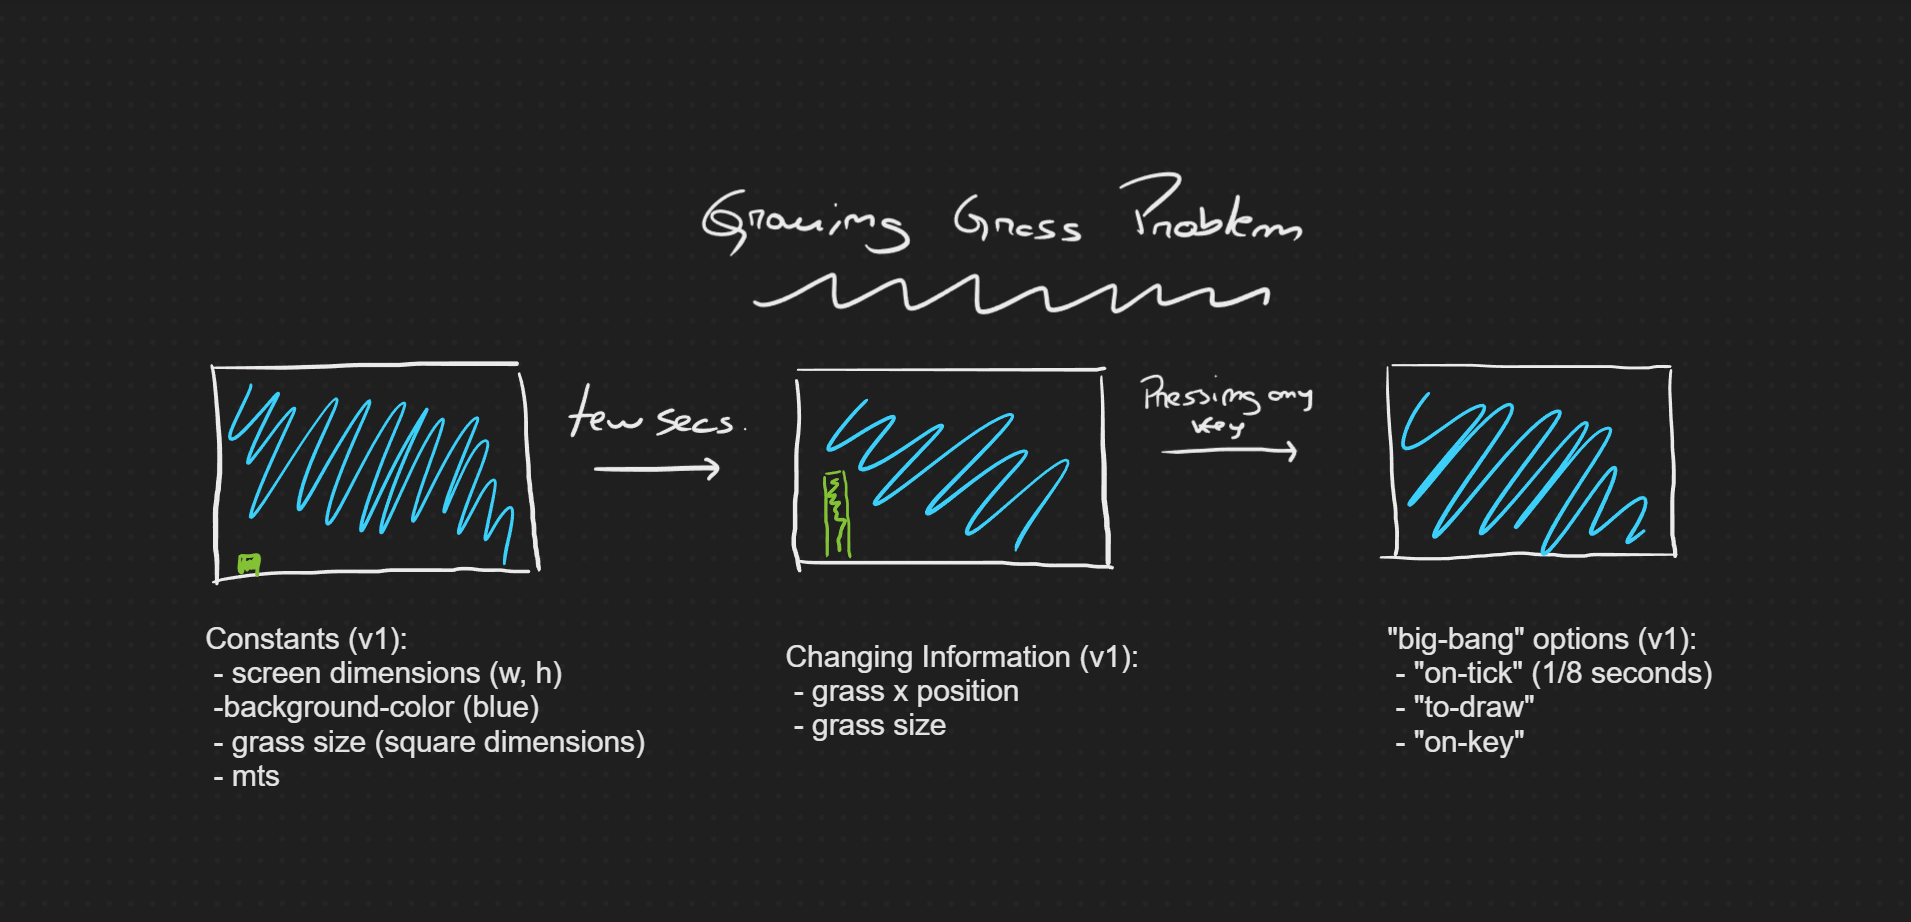 Growing Grass Problem
few secs.
Pressing any
key
Constants (v1):
- screen dimensions (w, h)
-background-color (blue)
- grass size (square dimensions)
- mts
Changing Information (v1):
- grass x position
- grass size
"big-bang" options (v1):
- "on-tick" (1/8 seconds)
- "to-draw"
- "on-key"